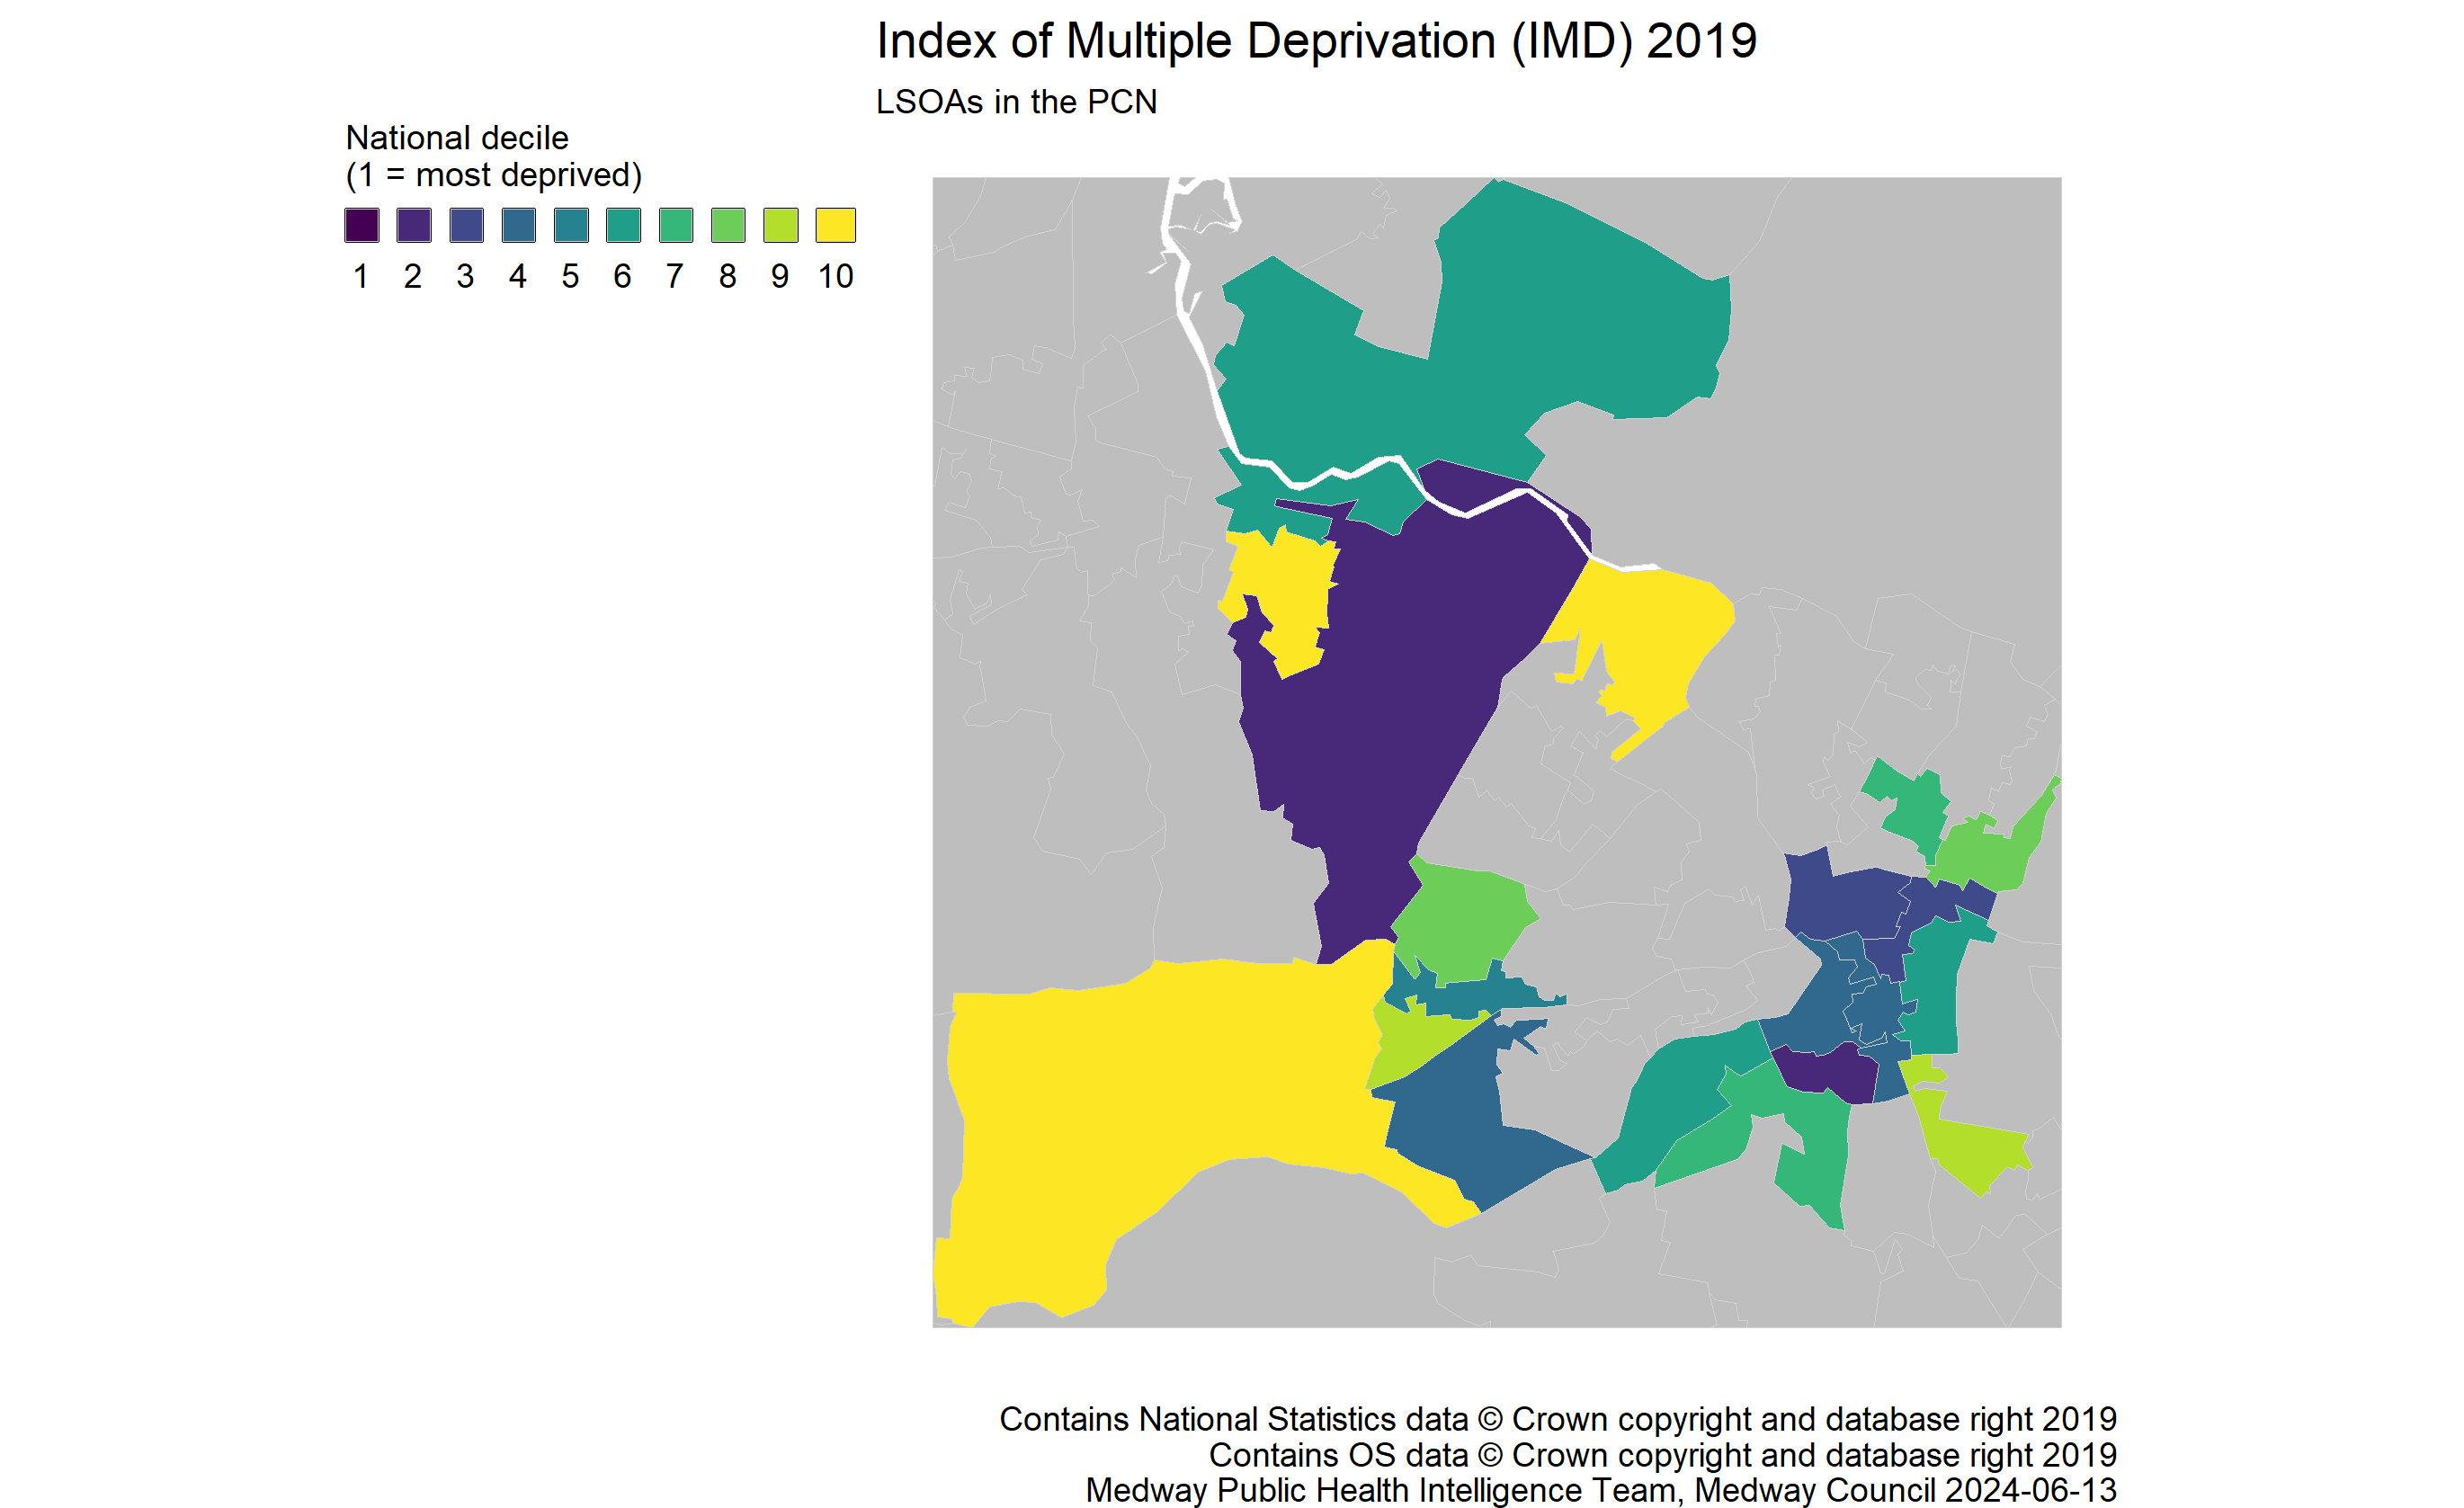 Index of Multiple Deprivation (IMD) 2019
LSOAs in the PCN
National decile
(1 = most deprived)
1 2 3 4 5 6 7 8 9 10
Contains National Statistics data © Crown copyright and database right 2019
Contains OS data © Crown copyright and database right 2019
Medway Public Health Intelligence Team, Medway Council 2024-06-13